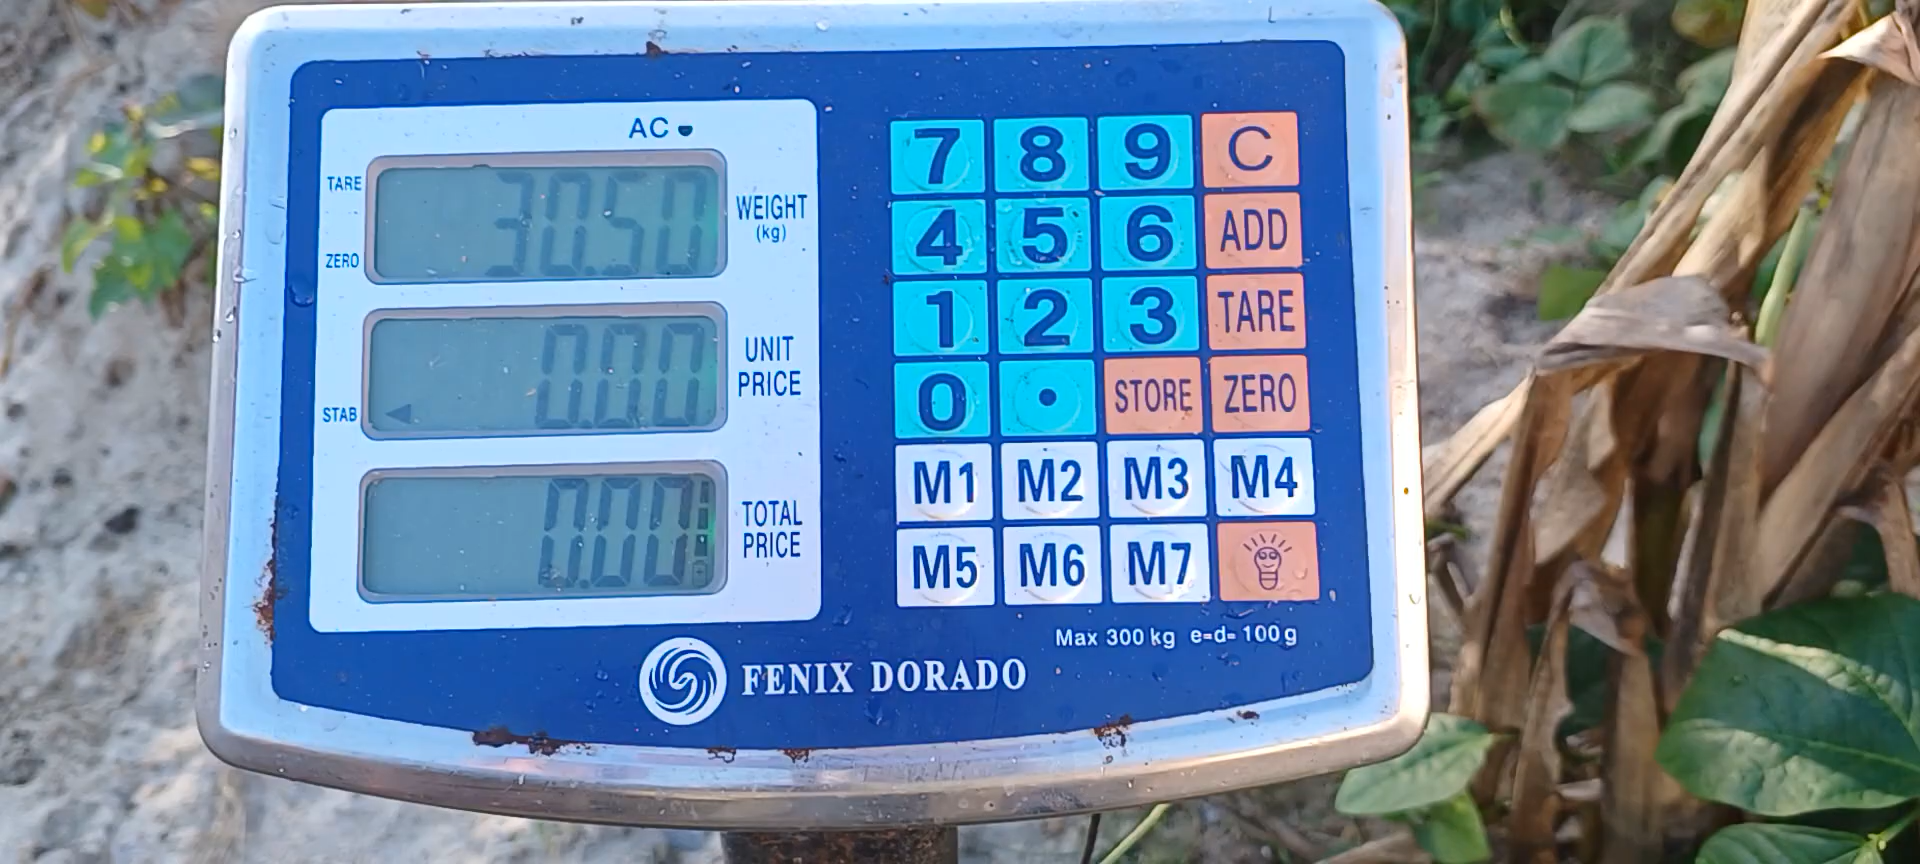 AC
TARE
30.50
WEIGHT
(kg)
ZERO
0.00
UNIT
PRICE
STAB
0.00
TOTAL
PRICE
7 8 9 C
4 5 6 ADD
1 2 3 TARE
0 • STORE ZERO
M1 M2 M3 M4
M5 M6 M7
Max 300 kg e=d= 100g
FENIX DORADO